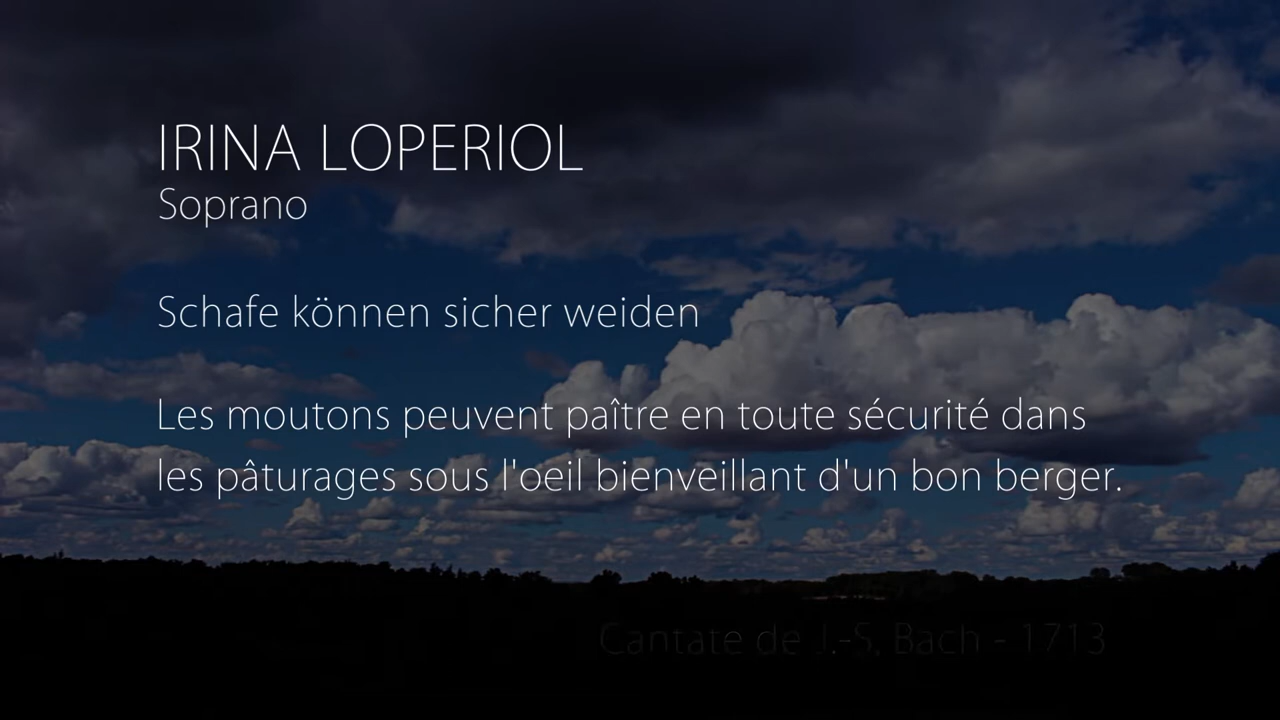 IRINA LOPERIOL
Soprano
Schafe können sicher weiden
Les moutons peuvent paître en toute sécurité dans
les pâturages sous l'oeil bienveillant d'un bon berger.
Cantate de J.-S. Bach - 1713